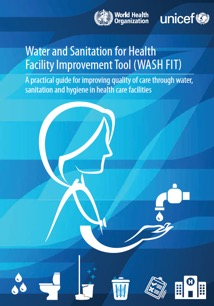 World Health
Organization
unicef
Water and Sanitation for Health
Facility Improvement Tool (WASH FIT)
A practical guide for improving quality of care through water,
sanitation and hygiene in health care facilities
H